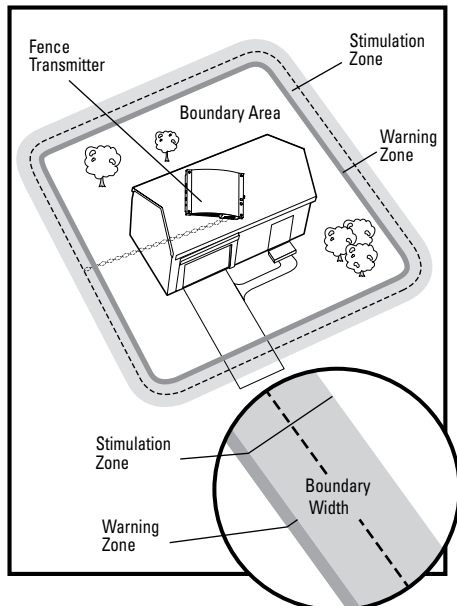 Fence
Transmitter
Stimulation
Zone
Boundary Area
Warning
Zone
Stimulation
Zone
Boundary
Width
Warning
Zone